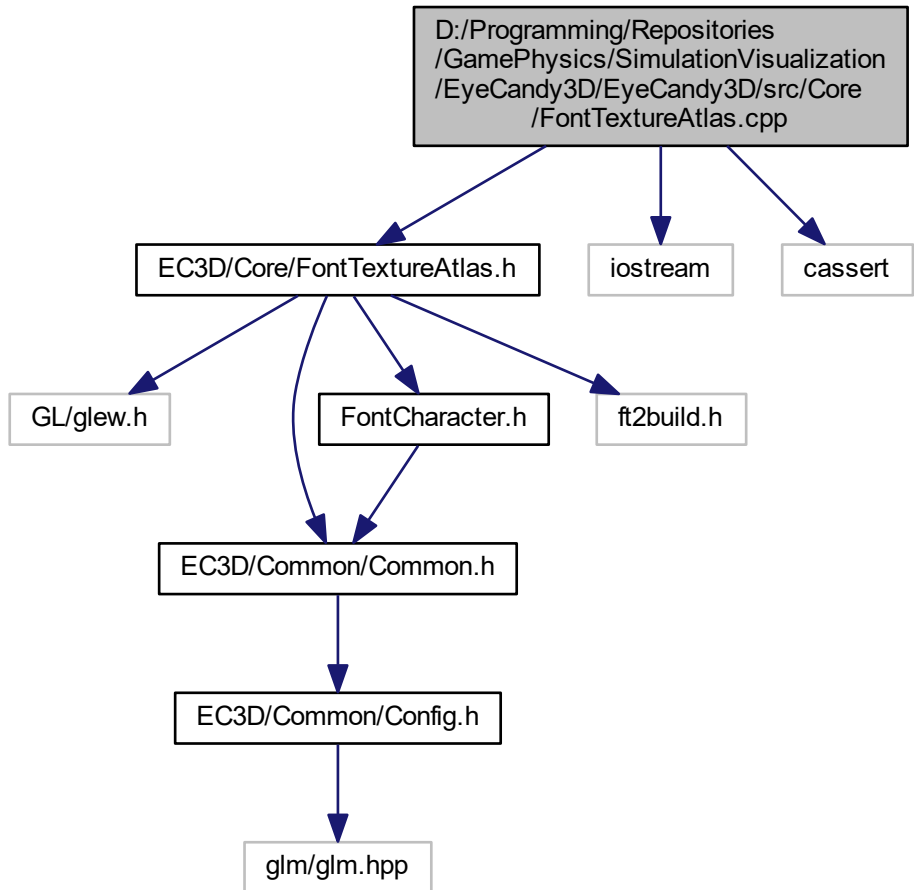 D:/Programming/Repositories
/GamePhysics/SimulationVisualization
/EyeCandy3D/EyeCandy3D/src/Core
/FontTextureAtlas.cpp
EC3D/Core/FontTextureAtlas.h
iostream
cassert
GL/glew.h
FontCharacter.h
ft2build.h
EC3D/Common/Common.h
EC3D/Common/Config.h
glm/glm.hpp